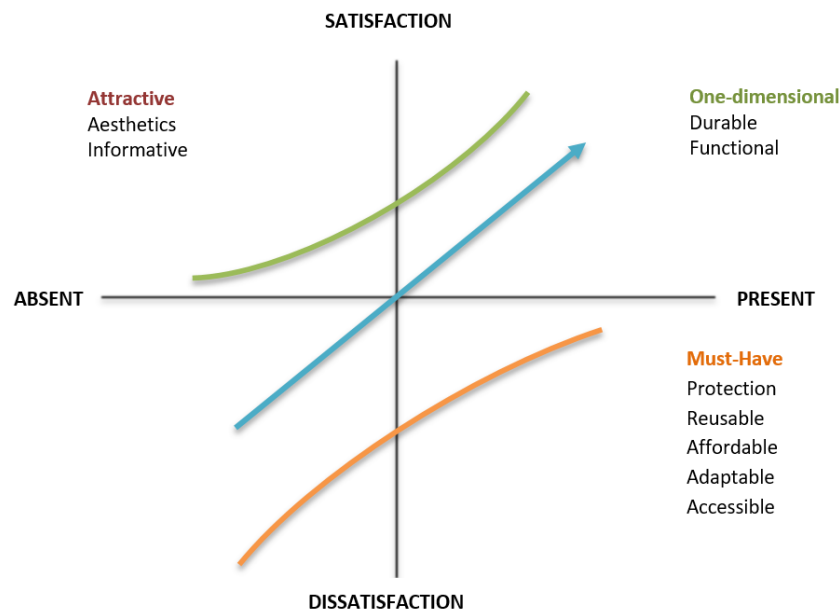 SATISFACTION
Attractive
Aesthetics
Informative
One-dimensional
Durable
Functional
ABSENT
PRESENT
Must-Have
Protection
Reusable
Affordable
Adaptable
Accessible
DISSATISFACTION